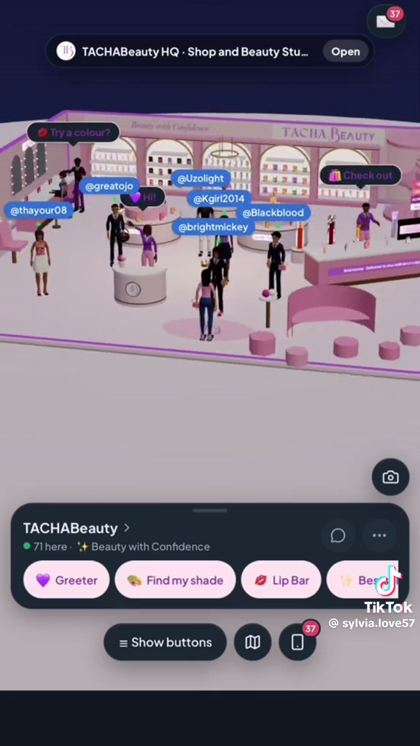 37
TACHABeauty HQ · Shop and Beauty Stu...
Open
Beauty with Confidence
TACHA BEAUTY
💋 Try a colour?
🛍️ Check out
@Uzolight
@greatojo
💜 Hi!
@Kgirl2014
@thayour08
@Blackblood
@brightmickey
TACHABeauty >
71 here · ✨ Beauty with Confidence
💜 Greeter
🎨 Find my shade
💋 Lip Bar
✨ Bes
TikTok
@ sylvia.love57
≡ Show buttons
37